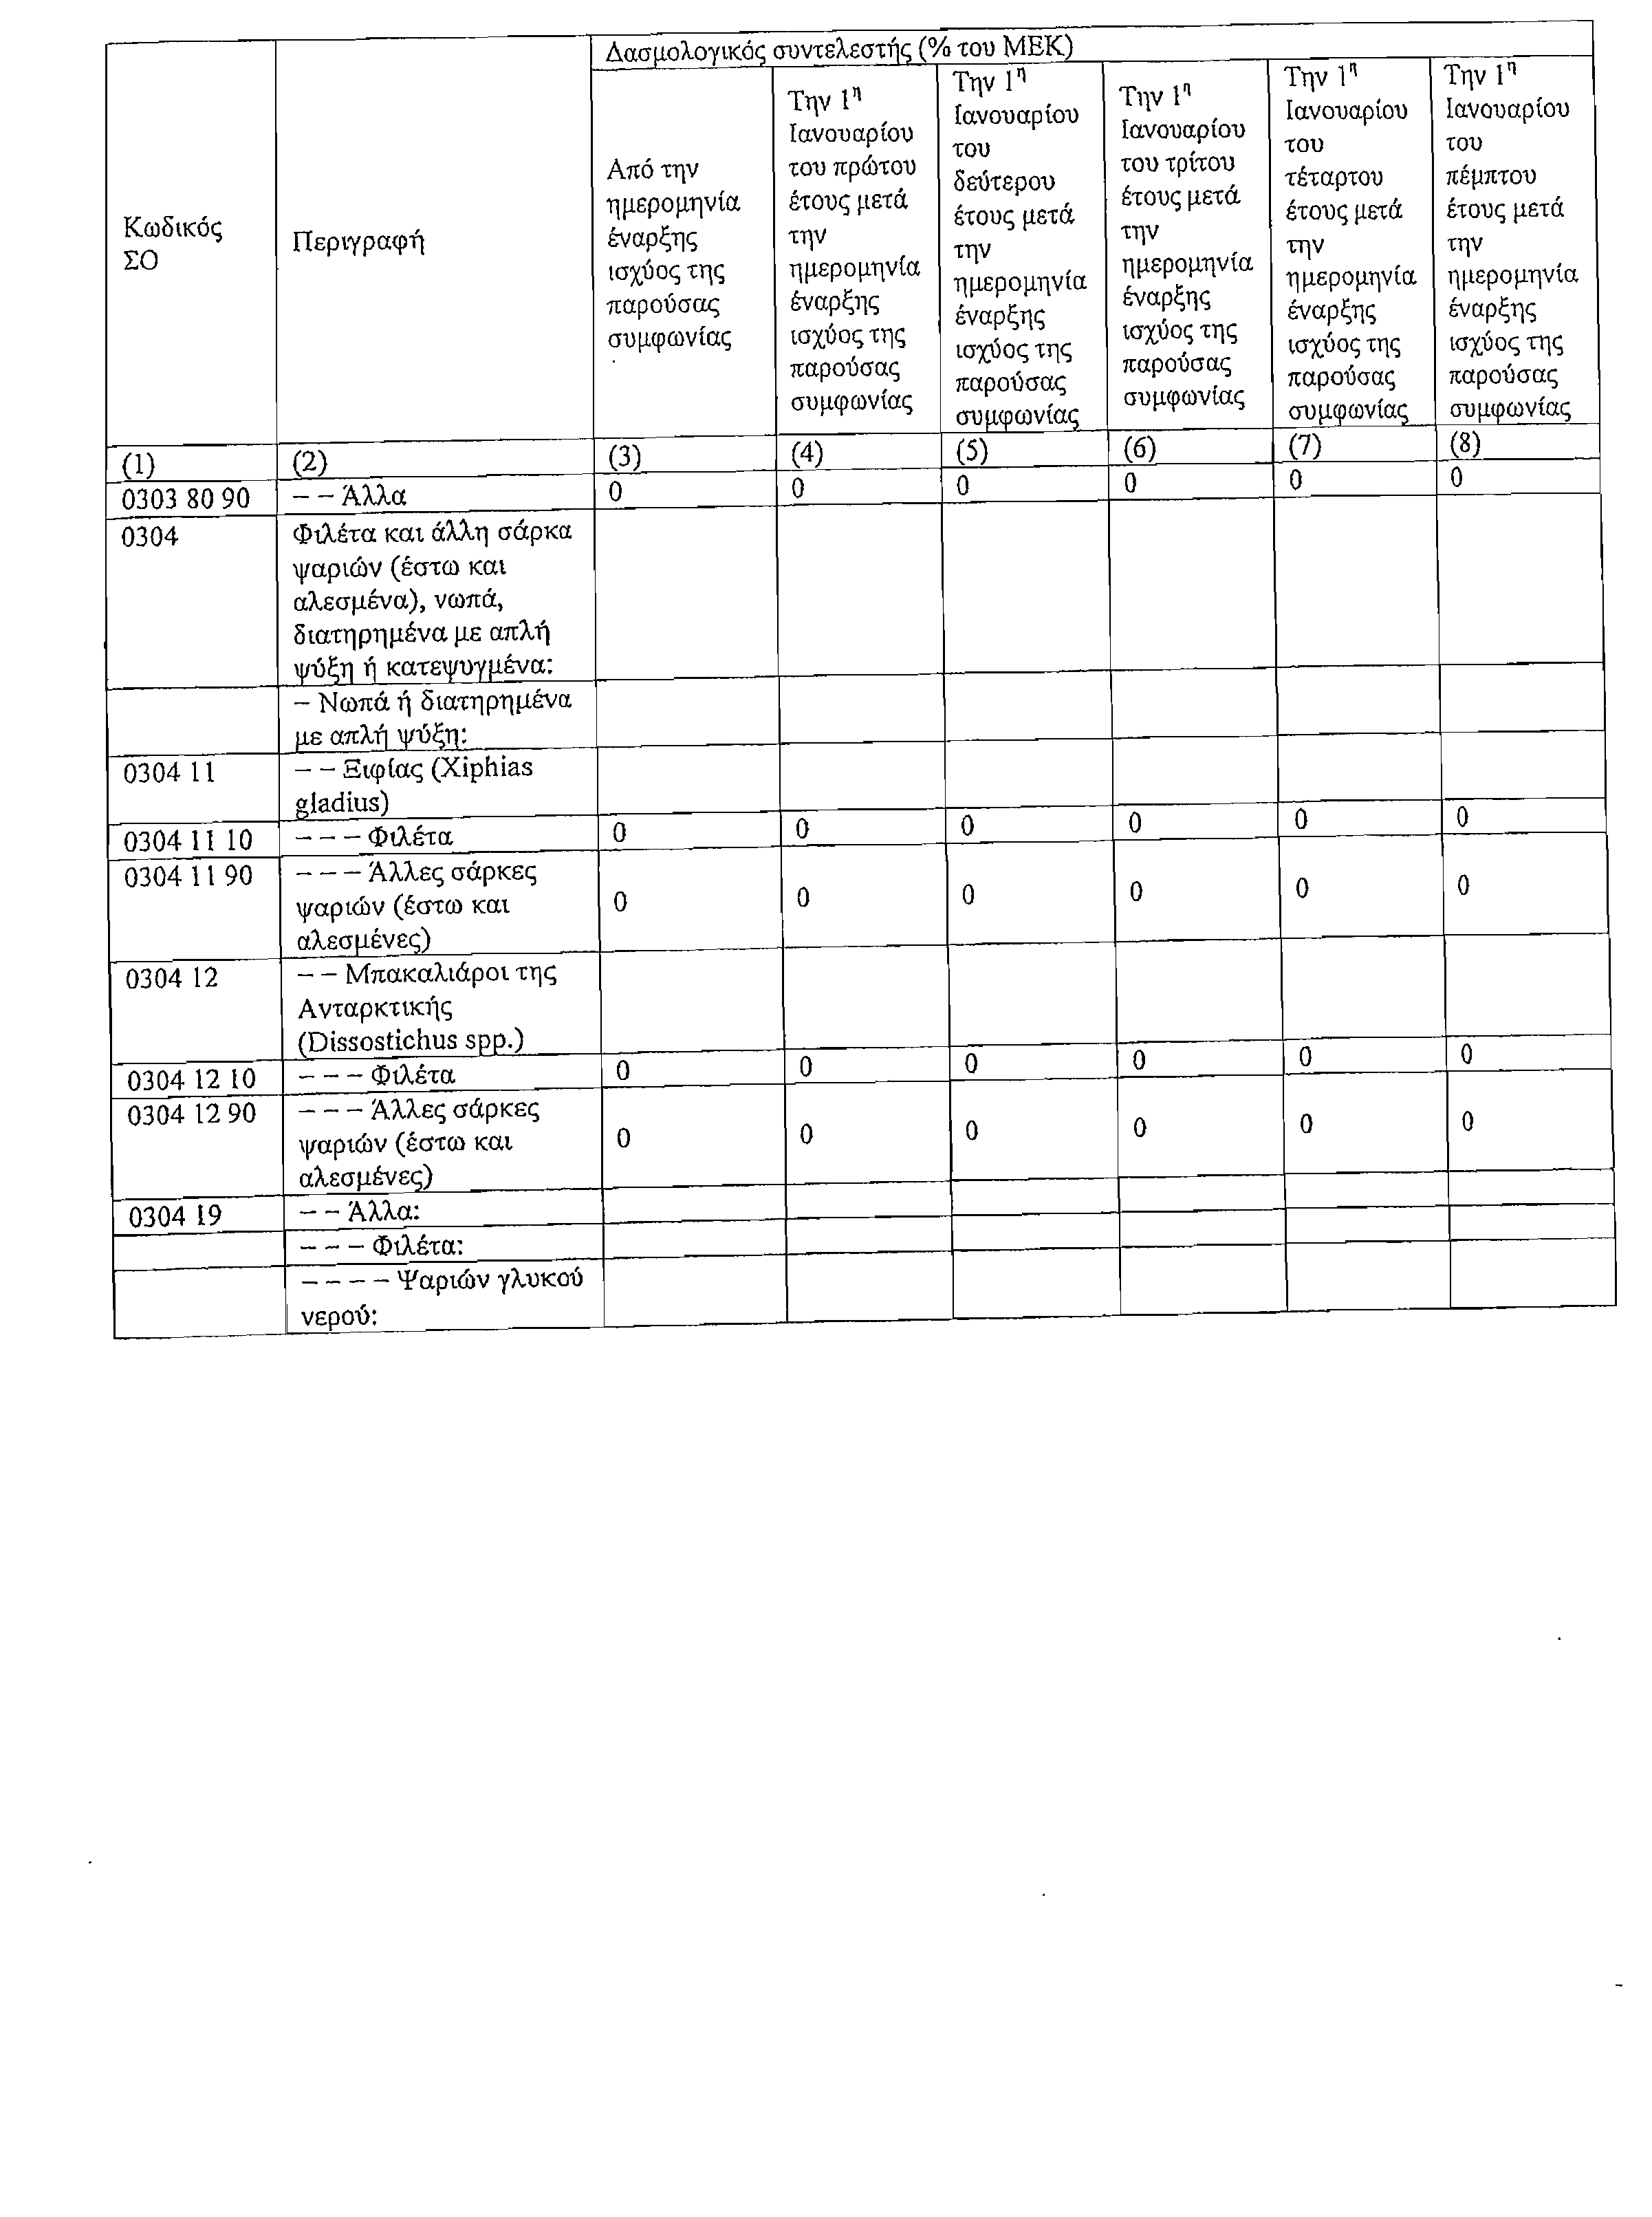 Δασμολογικός συντελεστής (% του ΜΕΚ)
Κωδικός
ΣΟ
Περιγραφή
Από την
ημερομηνία
έναρξης
ισχύος της
παρούσας
συμφωνίας
Την 1η
Ιανουαρίου
του πρώτου
έτους μετά
την
ημερομηνία
έναρξης
ισχύος της
παρούσας
συμφωνίας
Την 1η
Ιανουαρίου
του
δεύτερου
έτους μετά
την
ημερομηνία
έναρξης
ισχύος της
παρούσας
συμφωνίας
Την 1η
Ιανουαρίου
του τρίτου
έτους μετά
την
ημερομηνία
έναρξης
ισχύος της
παρούσας
συμφωνίας
Την 1η
Ιανουαρίου
του
τέταρτου
έτους μετά
την
ημερομηνία
έναρξης
ισχύος της
παρούσας
συμφωνίας
Την 1η
Ιανουαρίου
του
πέμπτου
έτους μετά
την
ημερομηνία
έναρξης
ισχύος της
παρούσας
συμφωνίας
(1) (2) (3) (4) (5) (6) (7) (8)
0303 80 90 – – Άλλα 0 0 0 0 0 0
0304 Φιλέτα και άλλη σάρκα
ψαριών (έστω και
αλεσμένα), νωπά,
διατηρημένα με απλή
ψύξη ή κατεψυγμένα:
– Νωπά ή διατηρημένα
με απλή ψύξη:
0304 11 – – Ξιφίας (Xiphias
gladius)
0304 11 10 – – – Φιλέτα 0 0 0 0 0 0
0304 11 90 – – – Άλλες σάρκες
ψαριών (έστω και 0 0 0 0 0 0
αλεσμένες)
0304 12 – – Μπακαλιάροι της
Ανταρκτικής
(Dissostichus spp.)
0304 12 10 – – – Φιλέτα 0 0 0 0 0 0
0304 12 90 – – – Άλλες σάρκες
ψαριών (έστω και 0 0 0 0 0 0
αλεσμένες)
0304 19 – – Άλλα:
– – – Φιλέτα:
– – – – Ψαριών γλυκού
νερού: